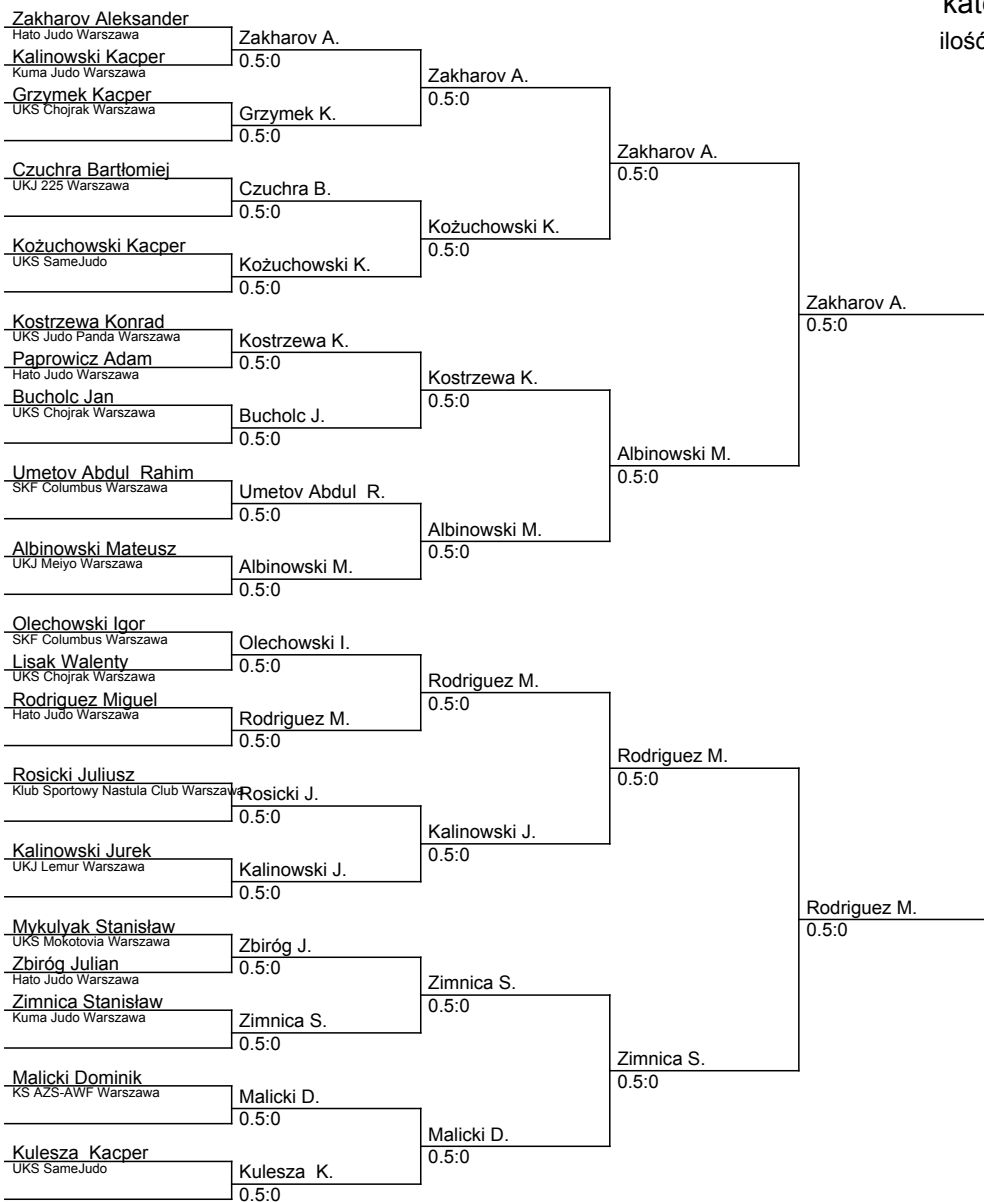 kat
ilość
Zakharov Aleksander
Hato Judo Warszawa
Kalinowski Kacper
Kuma Judo Warszawa
Grzymek Kacper
UKS Chojrak Warszawa
Czuchra Bartłomiej
UKJ 225 Warszawa
Kożuchowski Kacper
UKS SameJudo
Kostrzewa Konrad
UKS Judo Panda Warszawa
Paprowicz Adam
Hato Judo Warszawa
Bucholc Jan
UKS Chojrak Warszawa
Umetov Abdul Rahim
SKF Columbus Warszawa
Albinowski Mateusz
UKJ Meiyo Warszawa
Olechowski Igor
SKF Columbus Warszawa
Lisak Walenty
UKS Chojrak Warszawa
Rodriguez Miguel
Hato Judo Warszawa
Rosicki Juliusz
Klub Sportowy Nastula Club Warszawa
Kalinowski Jurek
UKJ Lemur Warszawa
Mykulyak Stanisław
UKS Mokotovia Warszawa
Zbiróg Julian
Hato Judo Warszawa
Zimnica Stanisław
Kuma Judo Warszawa
Malicki Dominik
KS AZS-AWF Warszawa
Kulesza Kacper
UKS SameJudo
Zakharov A.
0.5:0
Grzymek K.
0.5:0
Czuchra B.
0.5:0
Kożuchowski K.
0.5:0
Kostrzewa K.
0.5:0
Bucholc J.
0.5:0
Umetov Abdul R.
0.5:0
Albinowski M.
0.5:0
Olechowski I.
0.5:0
Rodriguez M.
0.5:0
Rosicki J.
0.5:0
Kalinowski J.
0.5:0
Zbiróg J.
0.5:0
Zimnica S.
0.5:0
Malicki D.
0.5:0
Kulesza K.
0.5:0
Zakharov A.
0.5:0
Kożuchowski K.
0.5:0
Kostrzewa K.
0.5:0
Albinowski M.
0.5:0
Rodriguez M.
0.5:0
Kalinowski J.
0.5:0
Zimnica S.
0.5:0
Malicki D.
0.5:0
Zakharov A.
0.5:0
Albinowski M.
0.5:0
Rodriguez M.
0.5:0
Zimnica S.
0.5:0
Zakharov A.
0.5:0
Rodriguez M.
0.5:0